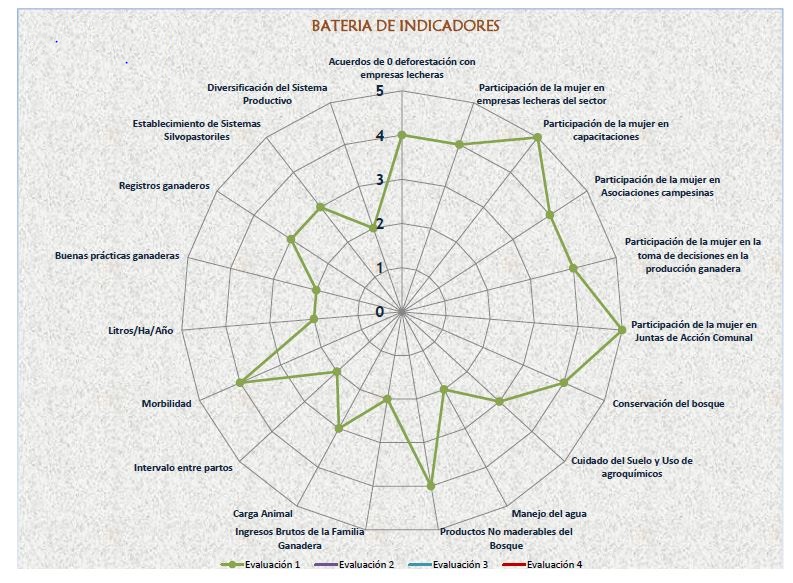 BATERIA DE INDICADORES
Acuerdos de 0 deforestación con
empresas lecheras
Participación de la mujer en
empresas lecheras del sector
Participación de la mujer en
capacitaciones
Participación de la mujer en
Asociaciones campesinas
Participación de la mujer en la
toma de decisiones en la
producción ganadera
Participación de la mujer en
Juntas de Acción Comunal
Conservación del bosque
Cuidado del Suelo y Uso de
agroquímicos
Manejo del agua
Productos No maderables del
Bosque
Ingresos Brutos de la Familia
Ganadera
Carga Animal
Intervalo entre partos
Morbilidad
Litros/Ha/Año
Buenas prácticas ganaderas
Registros ganaderos
Establecimiento de Sistemas
Silvopastoriles
Diversificación del Sistema
Productivo
5
4
3
2
1
0
Evaluación 1 Evaluación 2 Evaluación 3 Evaluación 4